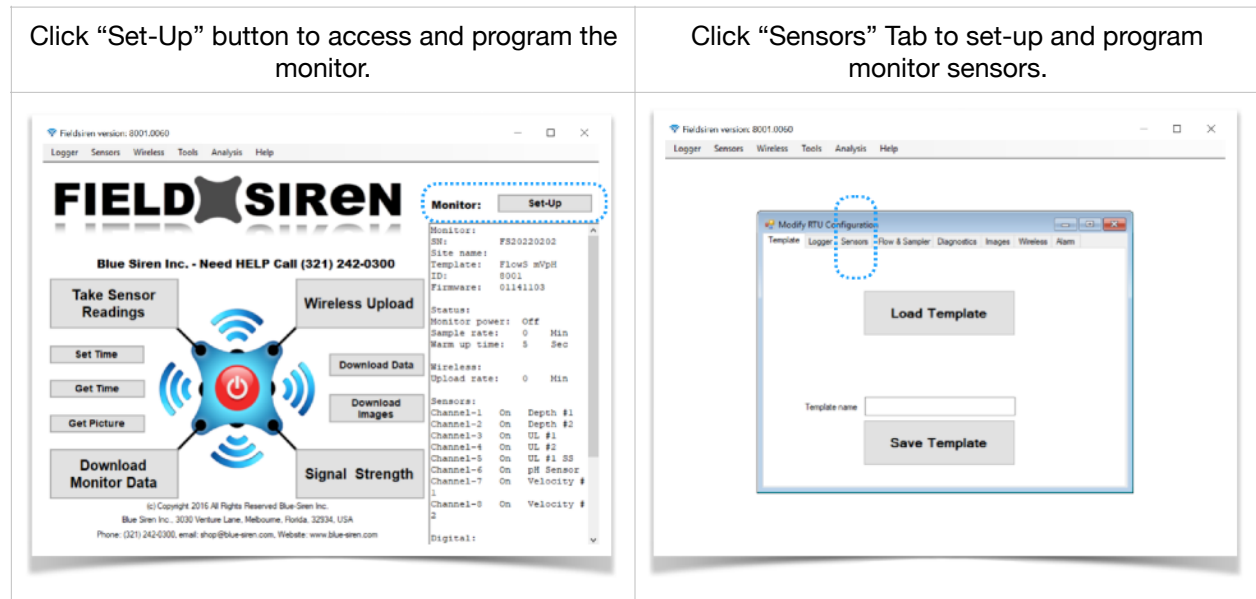 Click “Set-Up” button to access and program the
monitor.
Click “Sensors” Tab to set-up and program
monitor sensors.
Fieldsiren version: 8001.0060
Logger Sensors Wireless Tools Analysis Help
FIELD SIREN
Monitor: Set-Up
Blue Siren Inc. - Need HELP Call (321) 242-0300
Take Sensor
Readings
Wireless Upload
Set Time
Get Time
Get Picture
Download Data
Download
Images
Download
Monitor Data
Signal Strength
(c) Copyright 2016 All Rights Reserved Blue-Siren Inc.
Blue Siren Inc., 3030 Venture Lane, Melbourne, Florida, 32934, USA
Phone: (321) 242-0300, email: shop@blue-siren.com, Website: www.blue-siren.com
Monitor:
SN: FS20220202
Site name:
Template: FlowS mVpH
ID: 8001
Firmware: 01141103
Status:
Monitor power: Off
Sample rate: 0 Min
Warm up time: 5 Sec
Wireless:
Upload rate: 0 Min
Sensors:
Channel-1 On Depth #1
Channel-2 On Depth #2
Channel-3 On UL #1
Channel-4 On UL #2
Channel-5 On UL #1 SS
Channel-6 On pH Sensor
Channel-7 On Velocity #
1
Channel-8 On Velocity #
2
Digital:
Fieldsiren version: 8001.0060
Logger Sensors Wireless Tools Analysis Help
Modify RTU Configuration
Template Logger Sensors Flow & Sampler Diagnostics Images Wireless Alarm
Load Template
Template name
Save Template